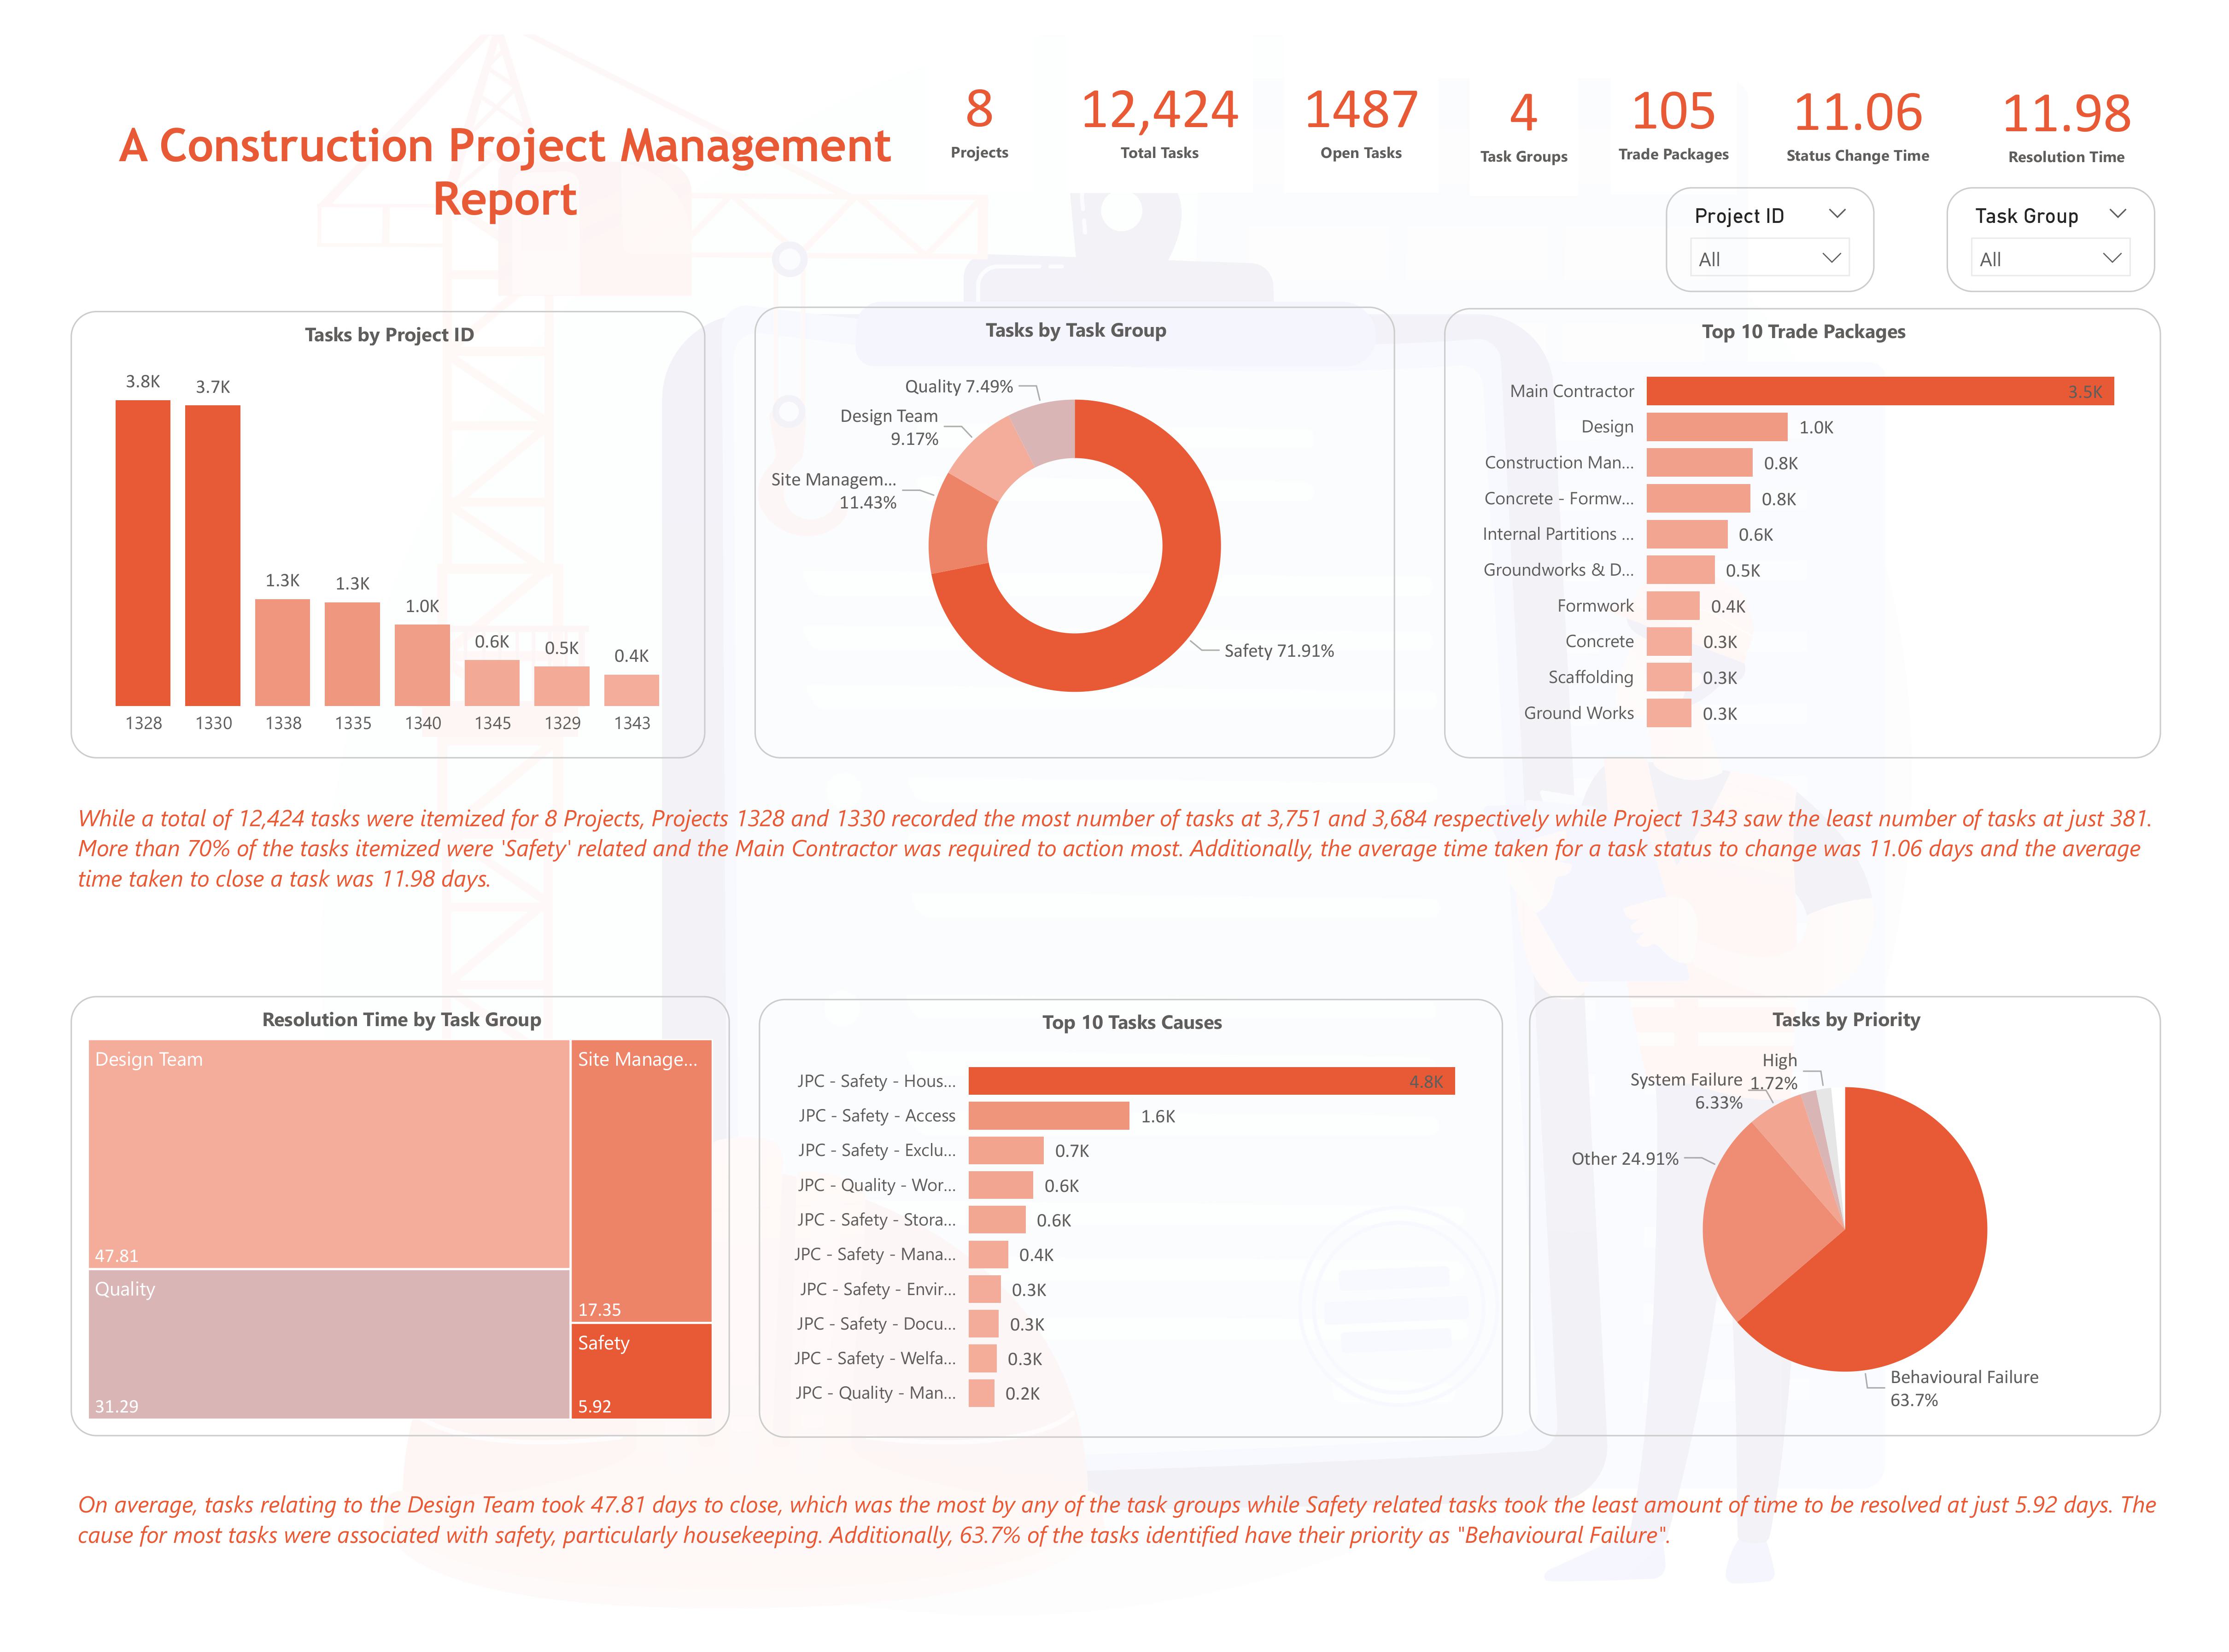 A Construction Project Management
Report
8
Projects
12,424
Total Tasks
1487
Open Tasks
4
Task Groups
105
Trade Packages
11.06
Status Change Time
11.98
Resolution Time
Project ID
All
Task Group
All
Tasks by Project ID
3.8K
3.7K
1.3K
1.3K
1.0K
0.6K
0.5K
0.4K
1328
1330
1338
1335
1340
1345
1329
1343
Tasks by Task Group
Quality 7.49%
Design Team
9.17%
Site Managem...
11.43%
Safety 71.91%
Top 10 Trade Packages
Main Contractor 3.5K
Design 1.0K
Construction Man... 0.8K
Concrete - Formw... 0.8K
Internal Partitions ... 0.6K
Groundworks & D... 0.5K
Formwork 0.4K
Concrete 0.3K
Scaffolding 0.3K
Ground Works 0.3K
While a total of 12,424 tasks were itemized for 8 Projects, Projects 1328 and 1330 recorded the most number of tasks at 3,751 and 3,684 respectively while Project 1343 saw the least number of tasks at just 381.
More than 70% of the tasks itemized were 'Safety' related and the Main Contractor was required to action most. Additionally, the average time taken for a task status to change was 11.06 days and the average
time taken to close a task was 11.98 days.
Resolution Time by Task Group
Design Team
47.81
Quality
31.29
Site Manage...
17.35
Safety
5.92
Top 10 Tasks Causes
JPC - Safety - Hous... 4.8K
JPC - Safety - Access 1.6K
JPC - Safety - Exclu... 0.7K
JPC - Quality - Wor... 0.6K
JPC - Safety - Stora... 0.6K
JPC - Safety - Mana... 0.4K
JPC - Safety - Envir... 0.3K
JPC - Safety - Docu... 0.3K
JPC - Safety - Welfa... 0.3K
JPC - Quality - Man... 0.2K
Tasks by Priority
High
1.72%
System Failure
6.33%
Other 24.91%
Behavioural Failure
63.7%
On average, tasks relating to the Design Team took 47.81 days to close, which was the most by any of the task groups while Safety related tasks took the least amount of time to be resolved at just 5.92 days. The
cause for most tasks were associated with safety, particularly housekeeping. Additionally, 63.7% of the tasks identified have their priority as "Behavioural Failure".